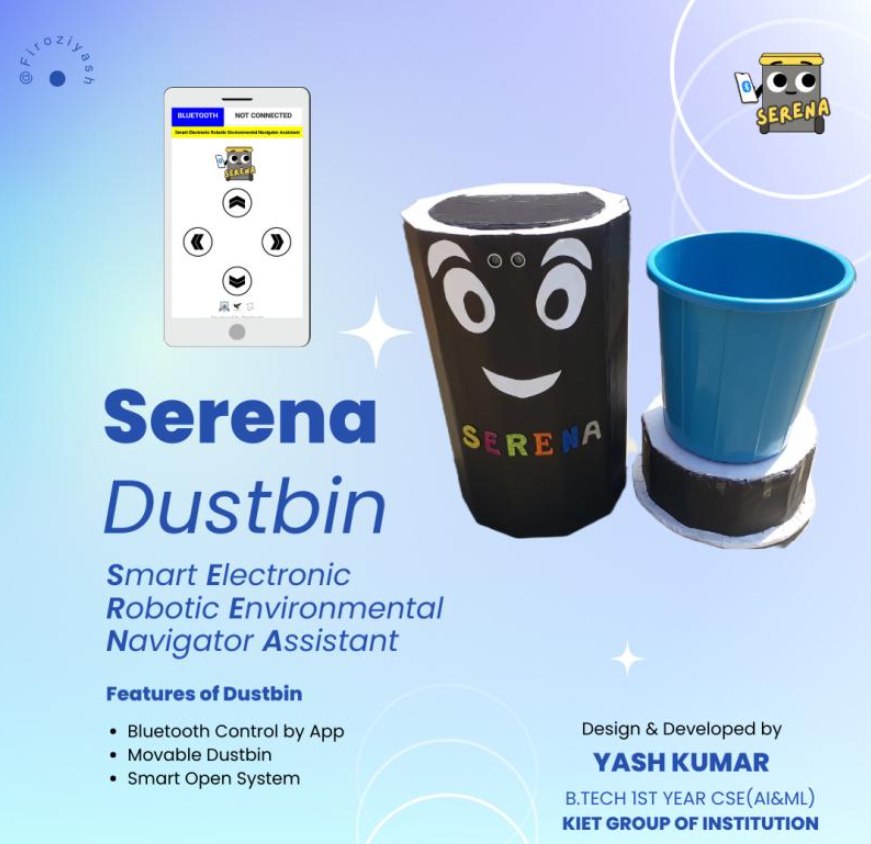 @Firoziyash
SERENA
BLUETOOTH NOT CONNECTED
Smart Electronic Robotic Environmental Navigator Assistant
SERENA
SERENA
Serena
Dustbin
Smart Electronic
Robotic Environmental
Navigator Assistant
Features of Dustbin
• Bluetooth Control by App
• Movable Dustbin
• Smart Open System
Design & Developed by
YASH KUMAR
B.TECH 1ST YEAR CSE(AI&ML)
KIET GROUP OF INSTITUTION